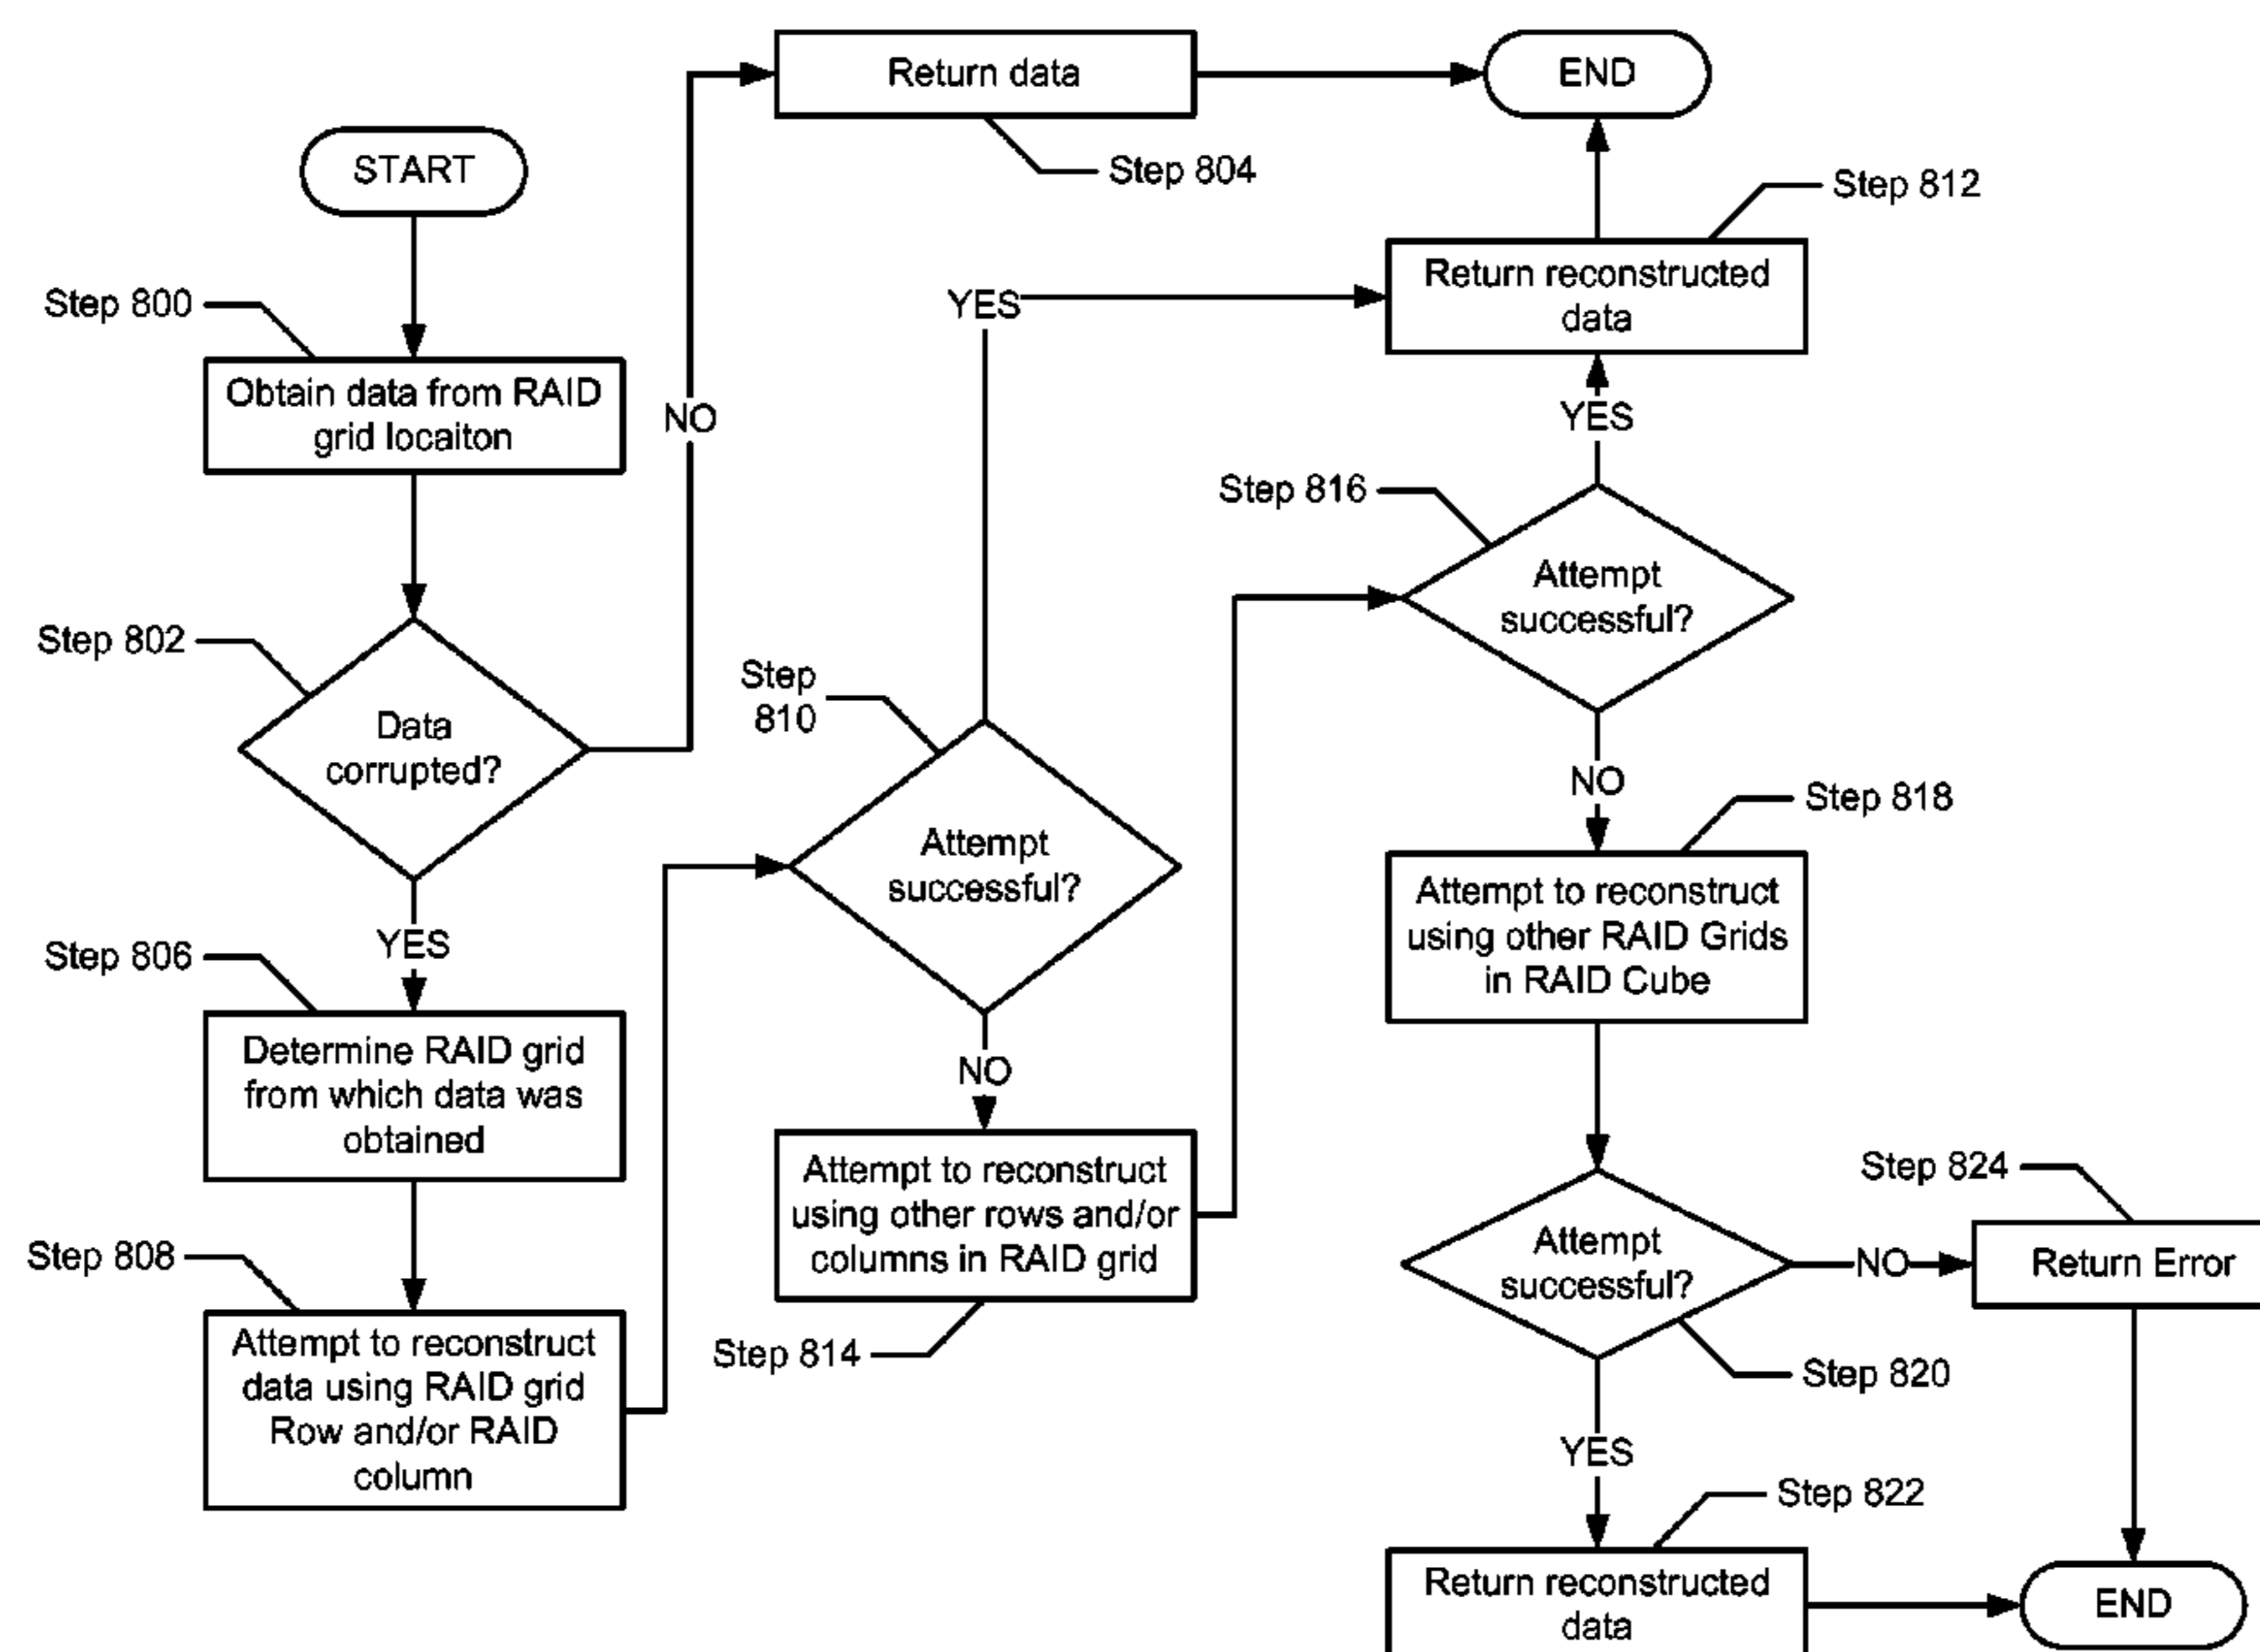 START
Step 800
Obtain data from RAID
grid locaiton
Step 802
Data
corrupted?
NO
Return data
Step 804
END
YES
Step 806
Determine RAID grid
from which data was
obtained
Step 808
Attempt to reconstruct
data using RAID grid
Row and/or RAID
column
Step
810
Attempt
successful?
YES
Return reconstructed
data
Step 812
NO
Attempt to reconstruct
using other rows and/or
columns in RAID grid
Step 814
Step 816
Attempt
successful?
YES
NO
Step 818
Attempt to reconstruct
using other RAID Grids
in RAID Cube
Attempt
successful?
Step 820
NO
Step 824
Return Error
YES
Step 822
Return reconstructed
data
END